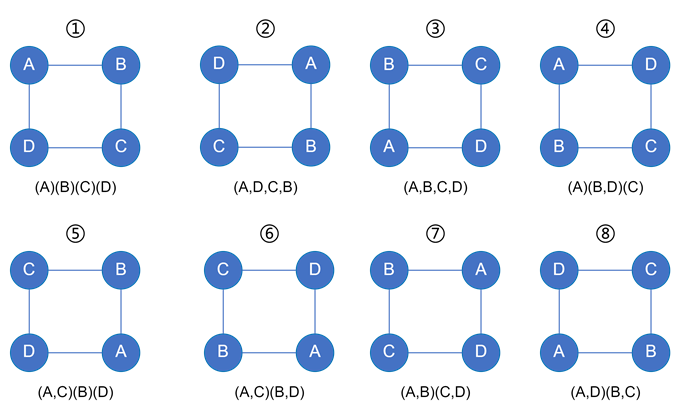 ① ② ③ ④
A B D A B C A D
D C C B A D B C
(A)(B)(C)(D) (A,D,C,B) (A,B,C,D) (A)(B,D)(C)
⑤ ⑥ ⑦ ⑧
C B C D B A D C
D A B A C D A B
(A,C)(B)(D) (A,C)(B,D) (A,B)(C,D) (A,D)(B,C)